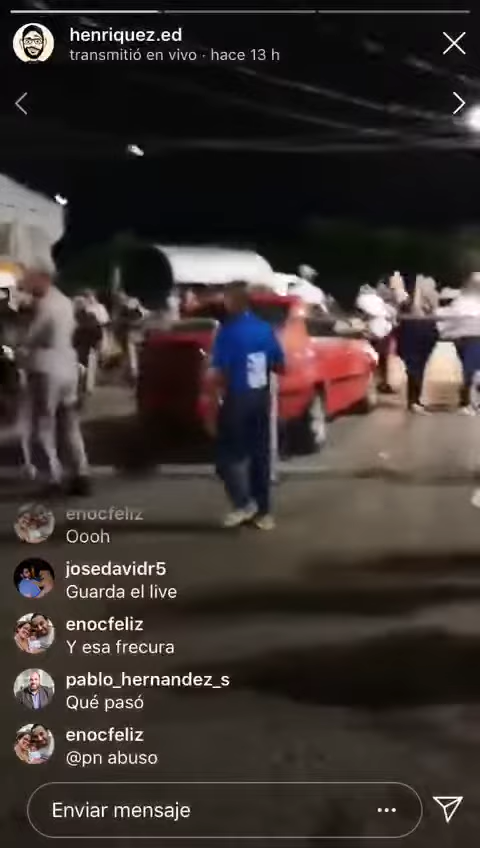 henriquez.ed
transmitió en vivo · hace 13 h
enocfeliz
Oooh
josedavidr5
Guarda el live
enocfeliz
Y esa frecura
pablo_hernandez_s
Qué pasó
enocfeliz
@pn abuso
Enviar mensaje